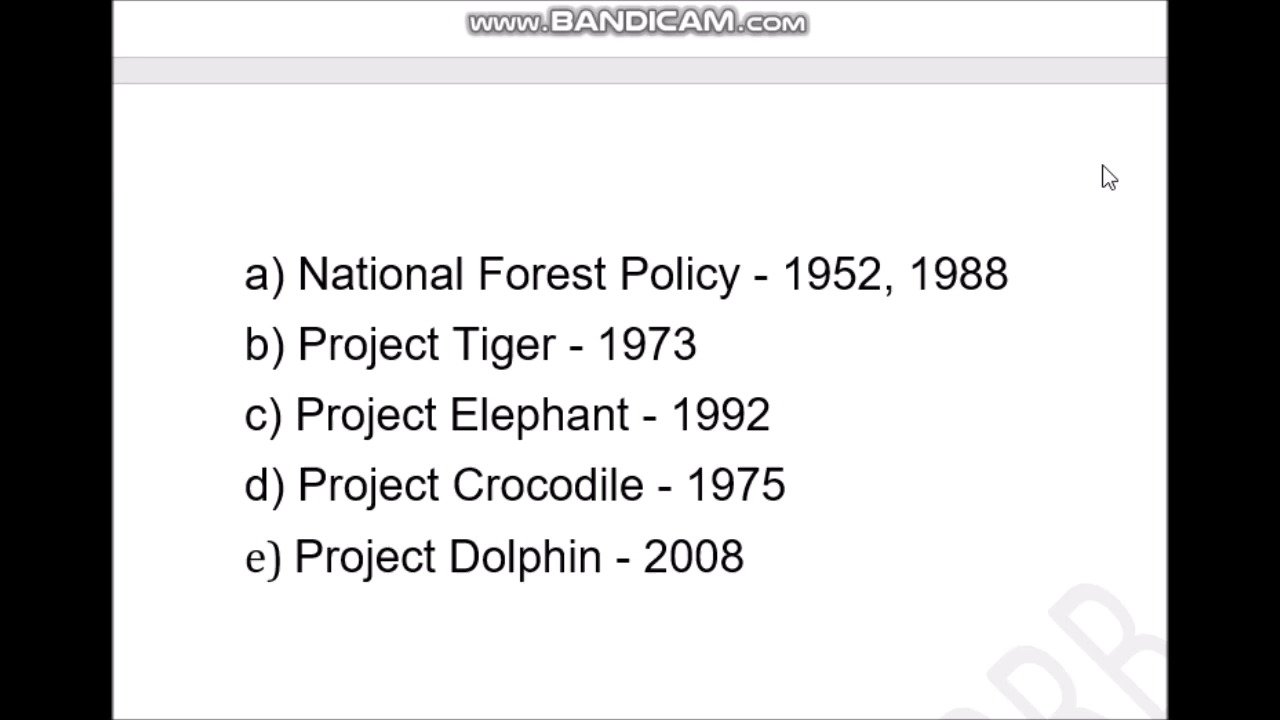 www.BANDICAM.com
a) National Forest Policy - 1952, 1988
b) Project Tiger - 1973
c) Project Elephant - 1992
d) Project Crocodile - 1975
e) Project Dolphin - 2008